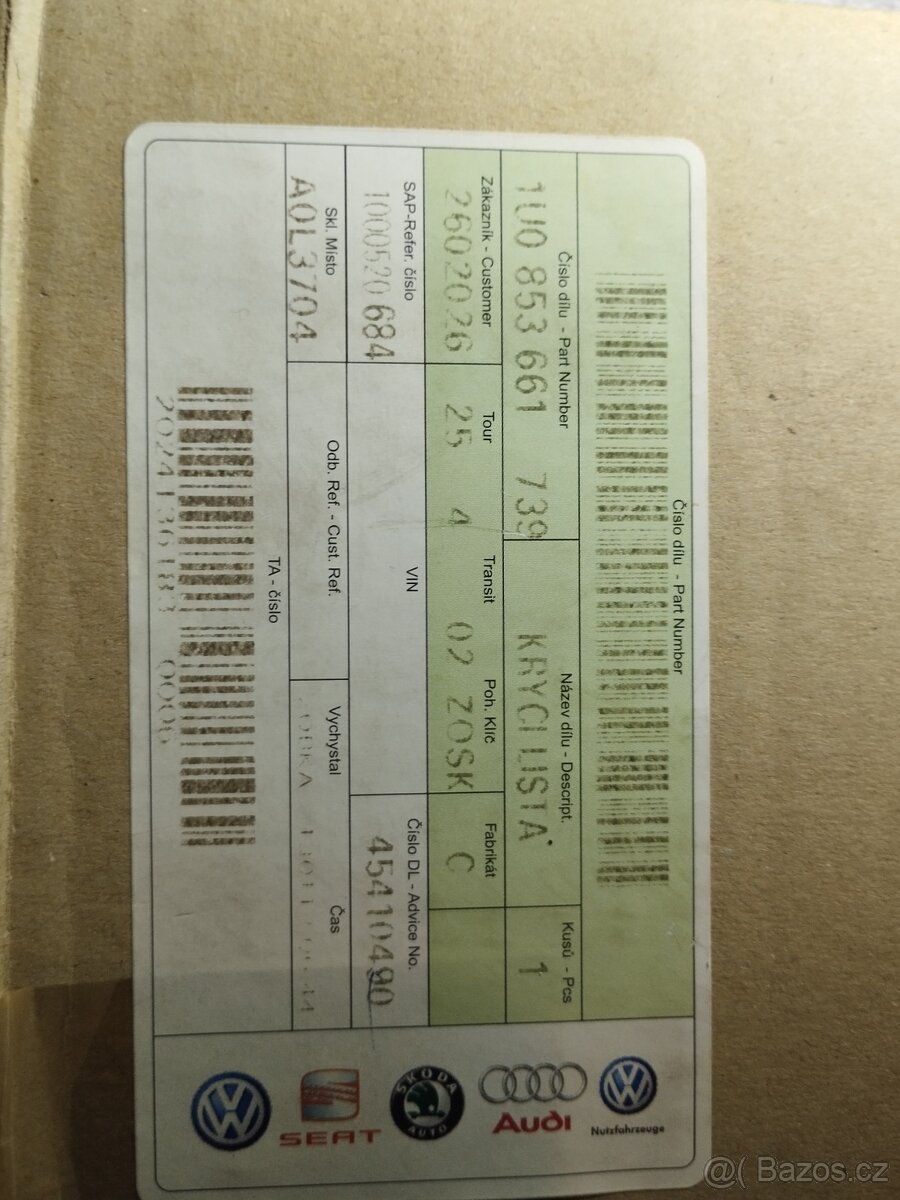 Číslo dílu - Part Number
Číslo dílu - Part Number
Název dílu - Descript.
Kusů - Pcs
1U0 853 661 739
KRYCI LISTA
1
Zákazník - Customer
Tour
Transit
Poh. Klíč
Fabrikát
2602026
25 4
02 ZOSK
C
SAP-Refer. číslo
VIN
Číslo DL - Advice No.
1000520684
45410490
Skl. Místo
Odb. Ref. - Cust. Ref.
Vychystal
Čas
A0L3704
TA - číslo
Nutzfahrzeuge
Audi
ŠKODA
AUTO
SEAT
@( Bazos.cz